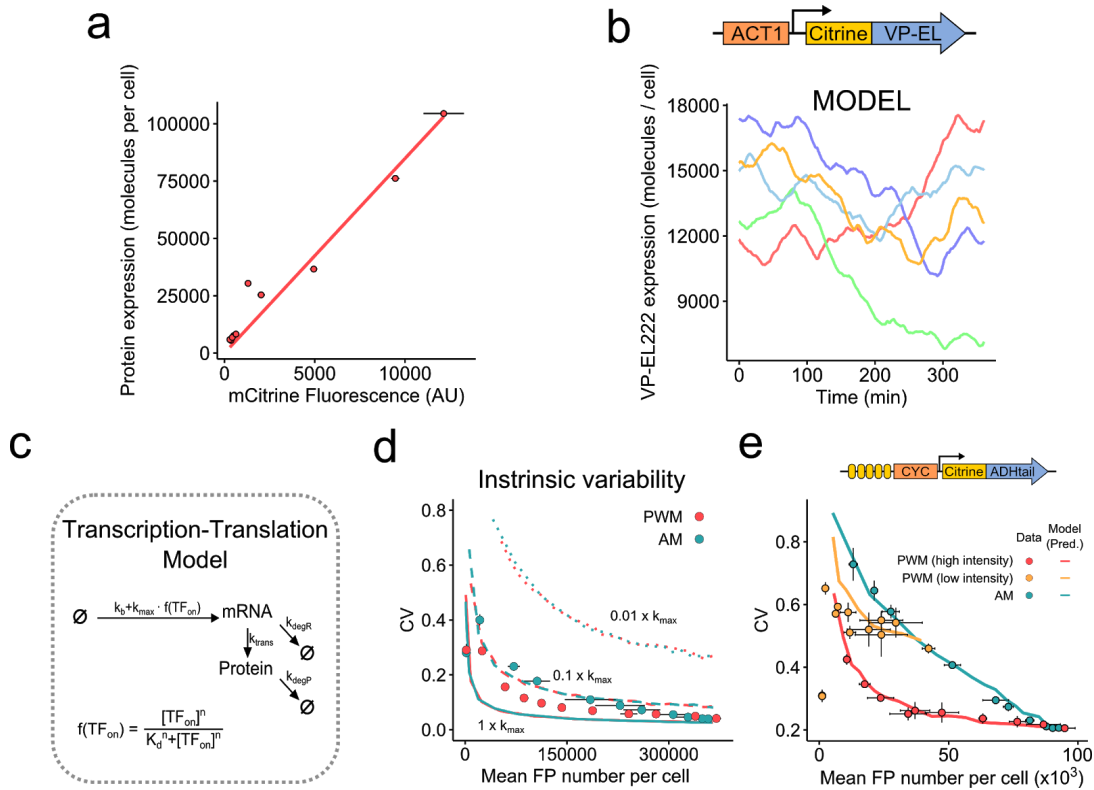 a
Protein expression (molecules per cell)
100000
75000
50000
25000
0
0
5000
10000
mCitrine Fluorescence (AU)
b
ACT1
Citrine
VP-EL
MODEL
VP-EL222 expression (molecules / cell)
18000
15000
12000
9000
0
100
200
300
Time (min)
c
Transcription-Translation
Model
Ø
k_b+k_max · f(TF_on)
mRNA
k_degR
Ø
k_trans
Protein
k_degP
Ø
f(TF_on) = [TF_on]^n / K_d^n+[TF_on]^n
d
Instrinsic variability
PWM
AM
CV
0.8
0.6
0.4
0.2
0.0
0.01 x k_max
0.1 x k_max
1 x k_max
0
150000
300000
Mean FP number per cell
e
CYC
Citrine
ADHtail
Data
Model
(Pred.)
PWM (high intensity)
PWM (low intensity)
AM
CV
0.8
0.6
0.4
0.2
0
50
100
Mean FP number per cell (x10³)